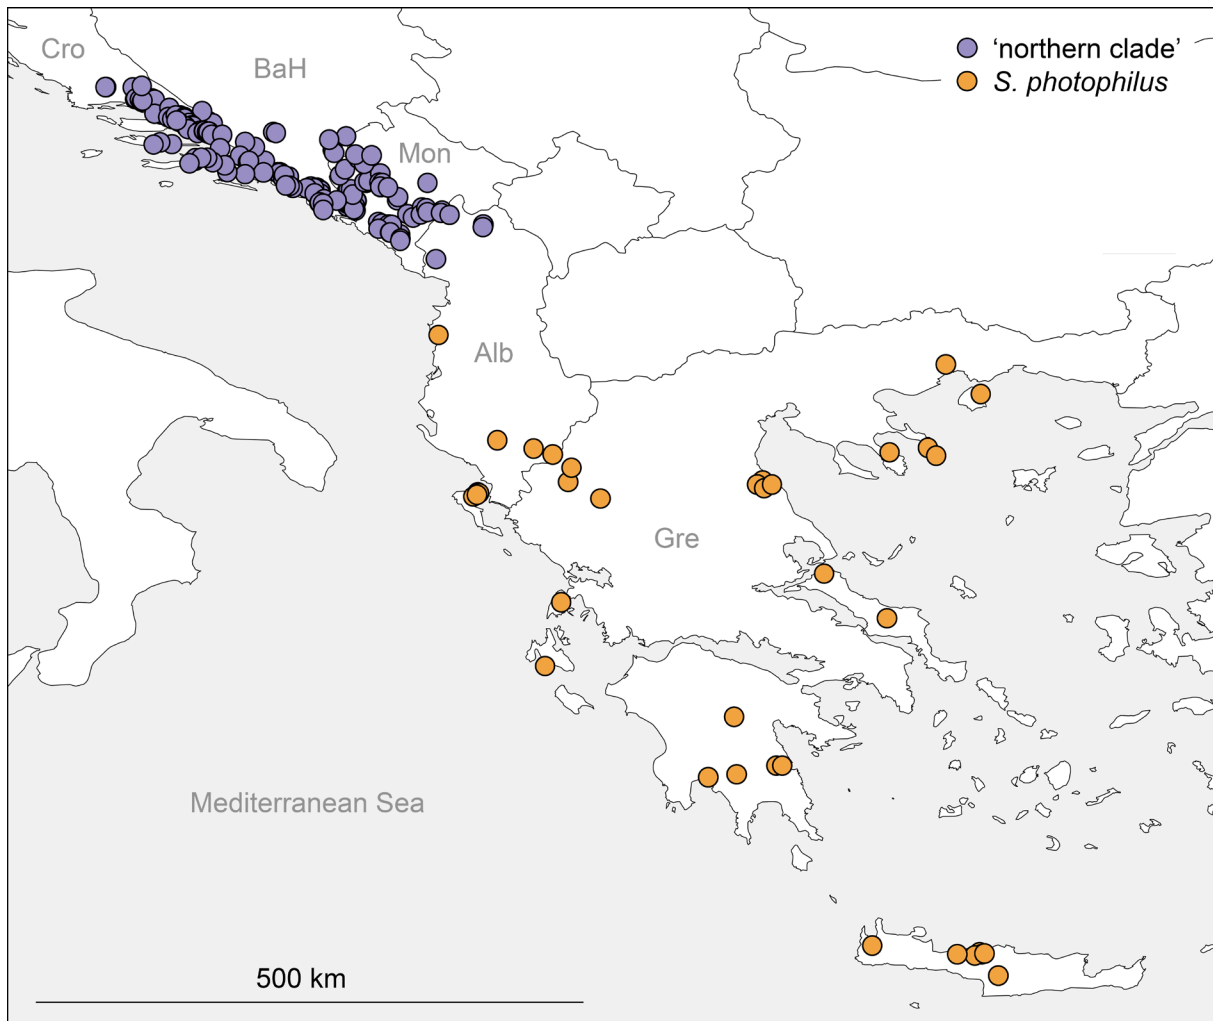 Cro
BaH
'northern clade'
S. photophilus
Mon
Alb
Gre
Mediterranean Sea
500 km